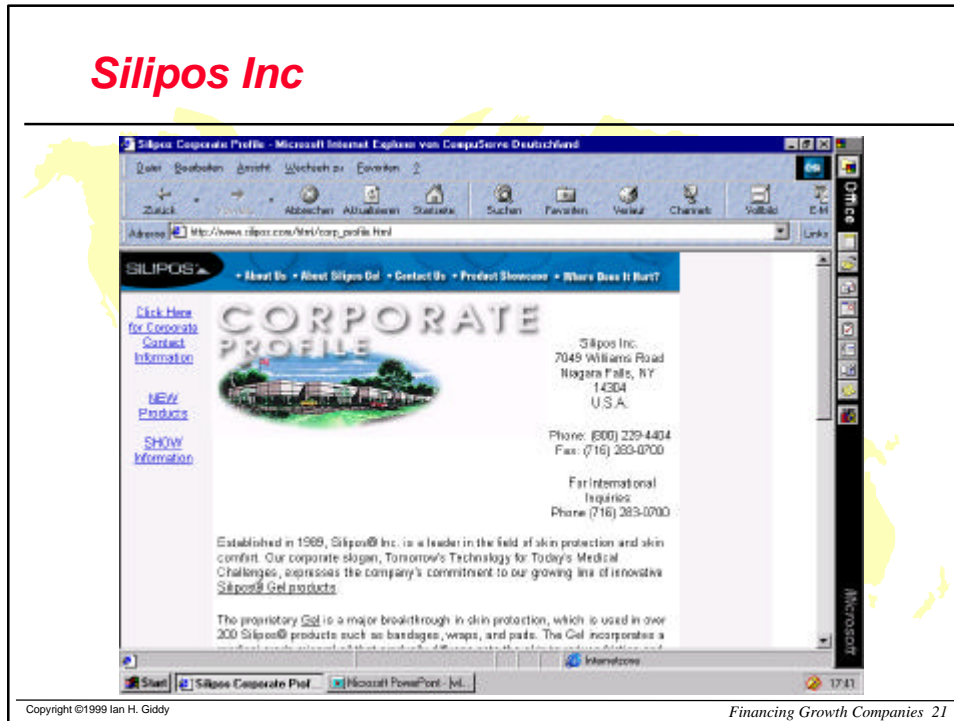 Silipos Inc
Silipos Corporate Profile - Microsoft Internet Explorer von CompuServe Deutschland
Datei Bearbeiten Ansicht Wechseln zu Favoriten ?
Zurück Abbrechen Aktualisieren Startseite Suchen Favoriten Verlauf Channels Vollbild E-M
Adresse http://www.silipos.com/html/corp_profile.html Links
Office
SILIPOS
• About Us • About Silipos Gel • Contact Us • Product Showcase • Where Does It Hurt?
Click Here
for Corporate
Contact
Information
NEW
Products
SHOW
Information
CORPORATE
PROFILE
Silipos Inc.
7049 Williams Road
Niagara Falls, NY
14304
U.S.A.
Phone: (800) 229-4404
Fax: (716) 283-0700
For International
Inquiries:
Phone (716) 283-0700
Established in 1989, Silipos® Inc. is a leader in the field of skin protection and skin
comfort. Our corporate slogan, Tomorrow's Technology for Today's Medical
Challenges, expresses the company's commitment to our growing line of innovative
Silipos® Gel products.
The proprietary Gel is a major breakthrough in skin protection, which is used in over
200 Silipos® products such as bandages, wraps, and pads. The Gel incorporates a
Microsoft
Internetzone
Start Silipos Corporate Prof... Microsoft PowerPoint - [vi... 17:41
Copyright ©1999 Ian H. Giddy
Financing Growth Companies 21